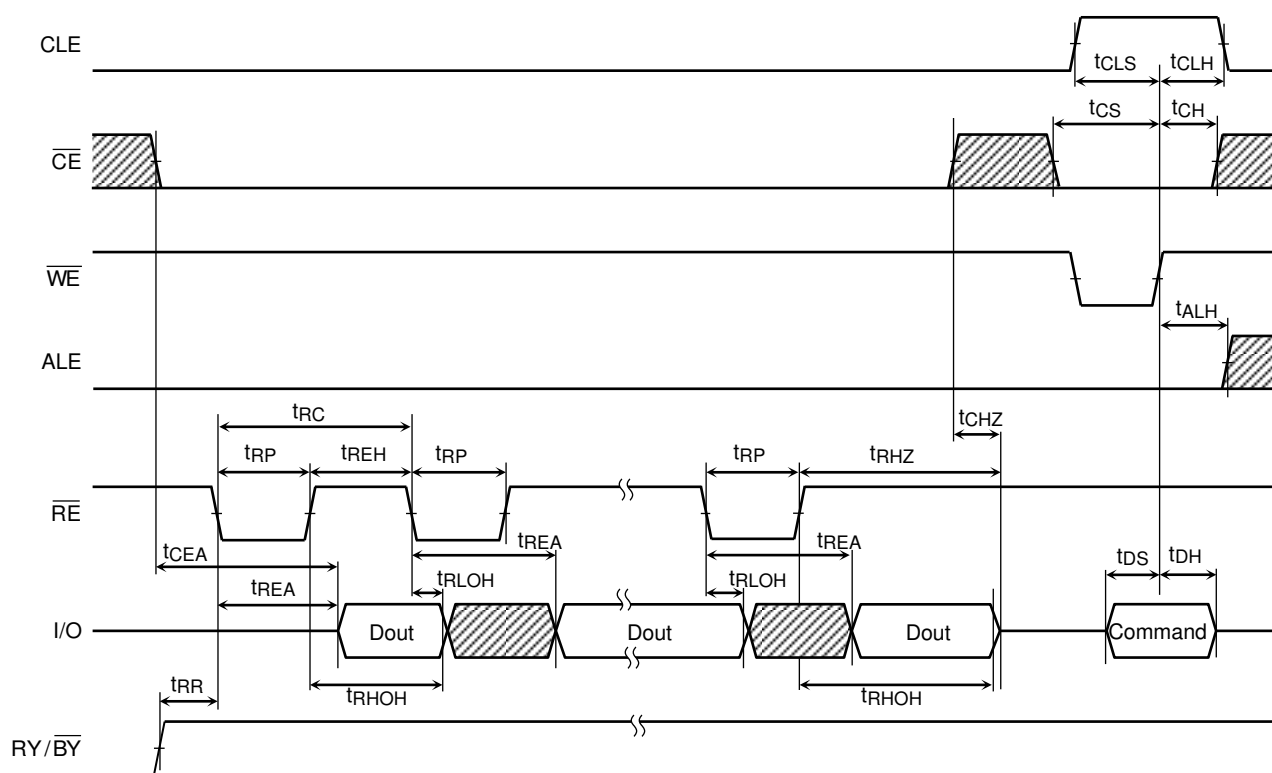 CLE
tCLS tCLH
tCS tCH
CE
WE
tALH
ALE
tRC
tCHZ
tRP tREH tRP tRP tRHZ
RE
tCEA tREA tREA tDS tDH
tREA tRLOH tRLOH
I/O Dout Dout Dout Command
tRR tRHOH tRHOH
RY/BY